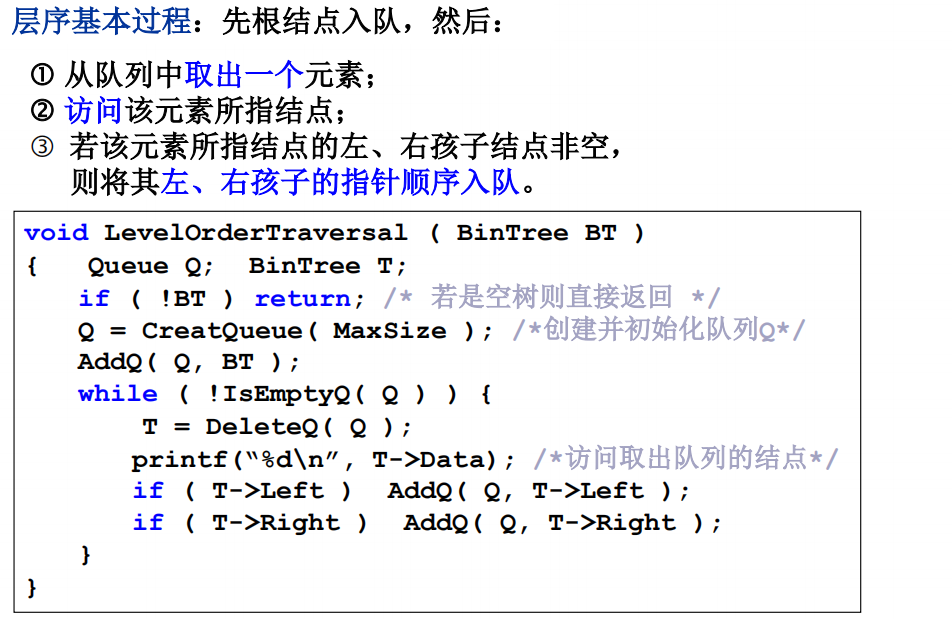 层序基本过程：先根结点入队，然后：
① 从队列中取出一个元素；
② 访问该元素所指结点；
③ 若该元素所指结点的左、右孩子结点非空，
则将其左、右孩子的指针顺序入队。
void LevelOrderTraversal ( BinTree BT )
{ Queue Q; BinTree T;
if ( !BT ) return; /* 若是空树则直接返回 */
Q = CreatQueue( MaxSize ); /*创建并初始化队列Q*/
AddQ( Q, BT );
while ( !IsEmptyQ( Q ) ) {
T = DeleteQ( Q );
printf(“%d\n”, T->Data); /*访问取出队列的结点*/
if ( T->Left ) AddQ( Q, T->Left );
if ( T->Right ) AddQ( Q, T->Right );
}
}